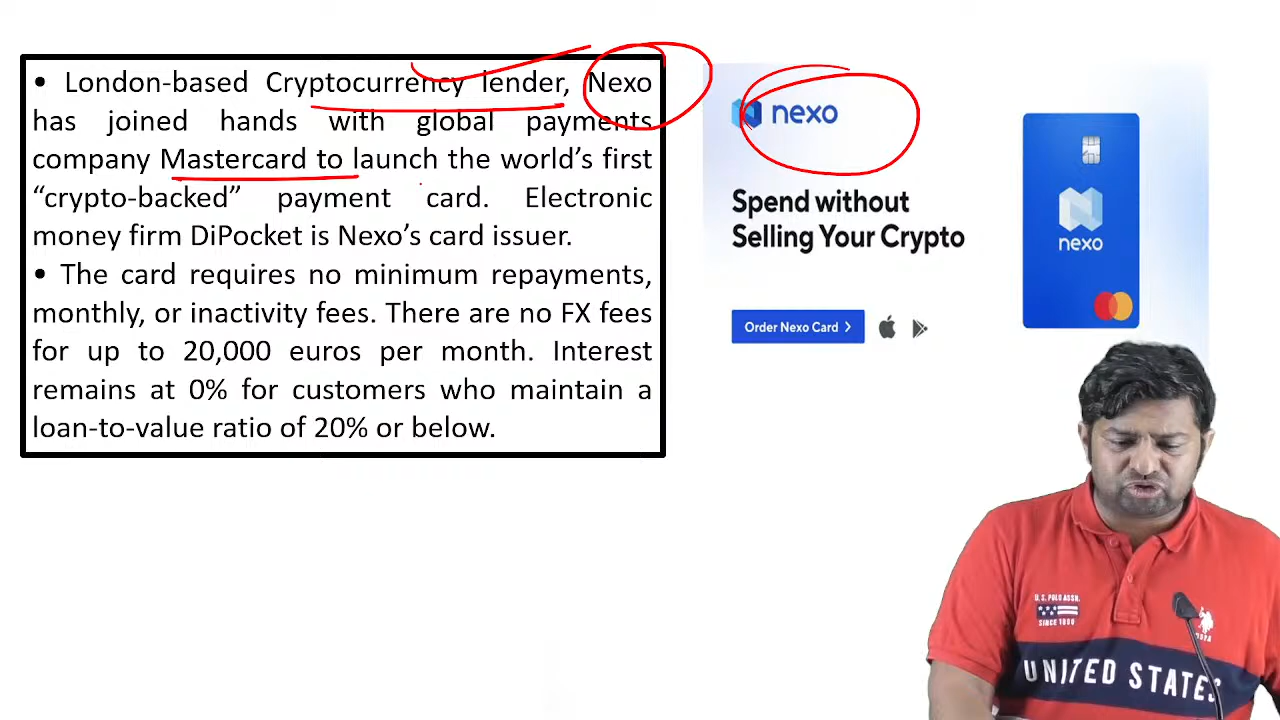 • London-based Cryptocurrency lender, Nexo
has joined hands with global payments
company Mastercard to launch the world’s first
“crypto-backed” payment card. Electronic
money firm DiPocket is Nexo’s card issuer.
• The card requires no minimum repayments,
monthly, or inactivity fees. There are no FX fees
for up to 20,000 euros per month. Interest
remains at 0% for customers who maintain a
loan-to-value ratio of 20% or below.
nexo
Spend without
Selling Your Crypto
Order Nexo Card
nexo
U.S. POLO ASSN.
SINCE 1890
UNITED STATES